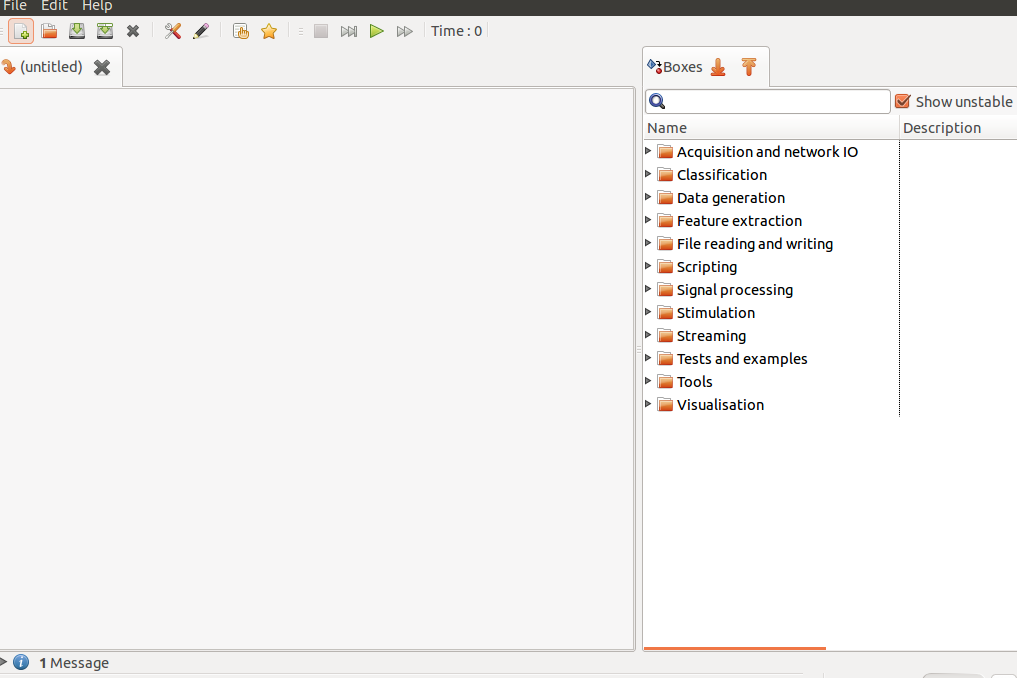 File Edit Help
Time : 0
(untitled)
Boxes
Show unstable
Name Description
Acquisition and network IO
Classification
Data generation
Feature extraction
File reading and writing
Scripting
Signal processing
Stimulation
Streaming
Tests and examples
Tools
Visualisation
1 Message